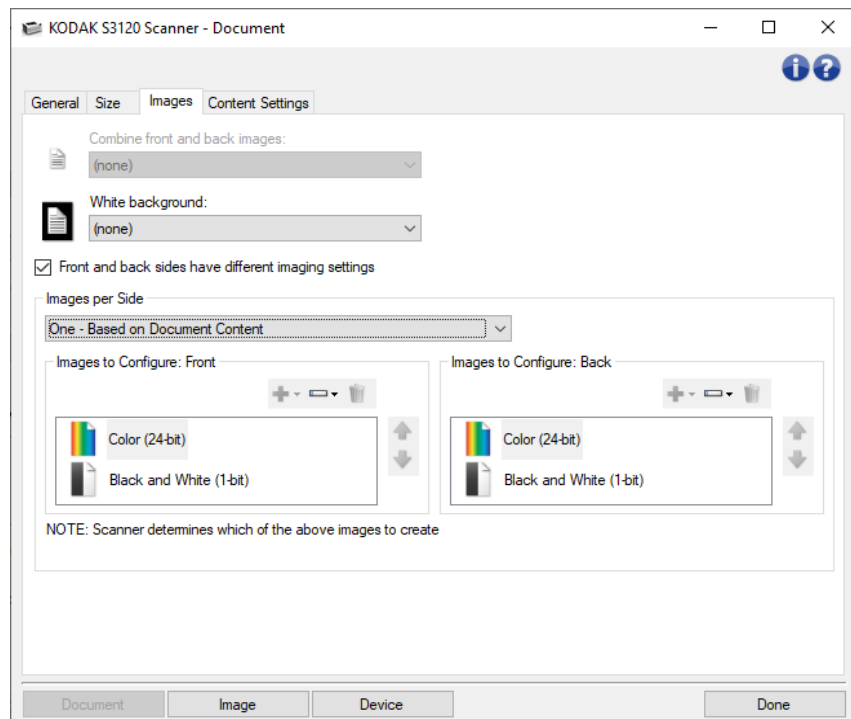 KODAK S3120 Scanner - Document
General Size Images Content Settings
Combine front and back images:
(none)
White background:
(none)
Front and back sides have different imaging settings
Images per Side
One - Based on Document Content
Images to Configure: Front
Images to Configure: Back
Color (24-bit)
Color (24-bit)
Black and White (1-bit)
Black and White (1-bit)
NOTE: Scanner determines which of the above images to create
Document Image Device Done